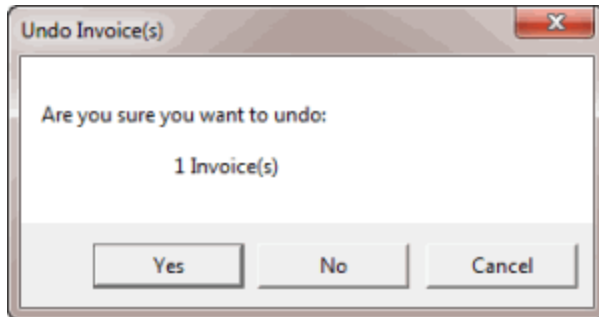 Undo Invoice(s)
Are you sure you want to undo:
1 Invoice(s)
Yes
No
Cancel